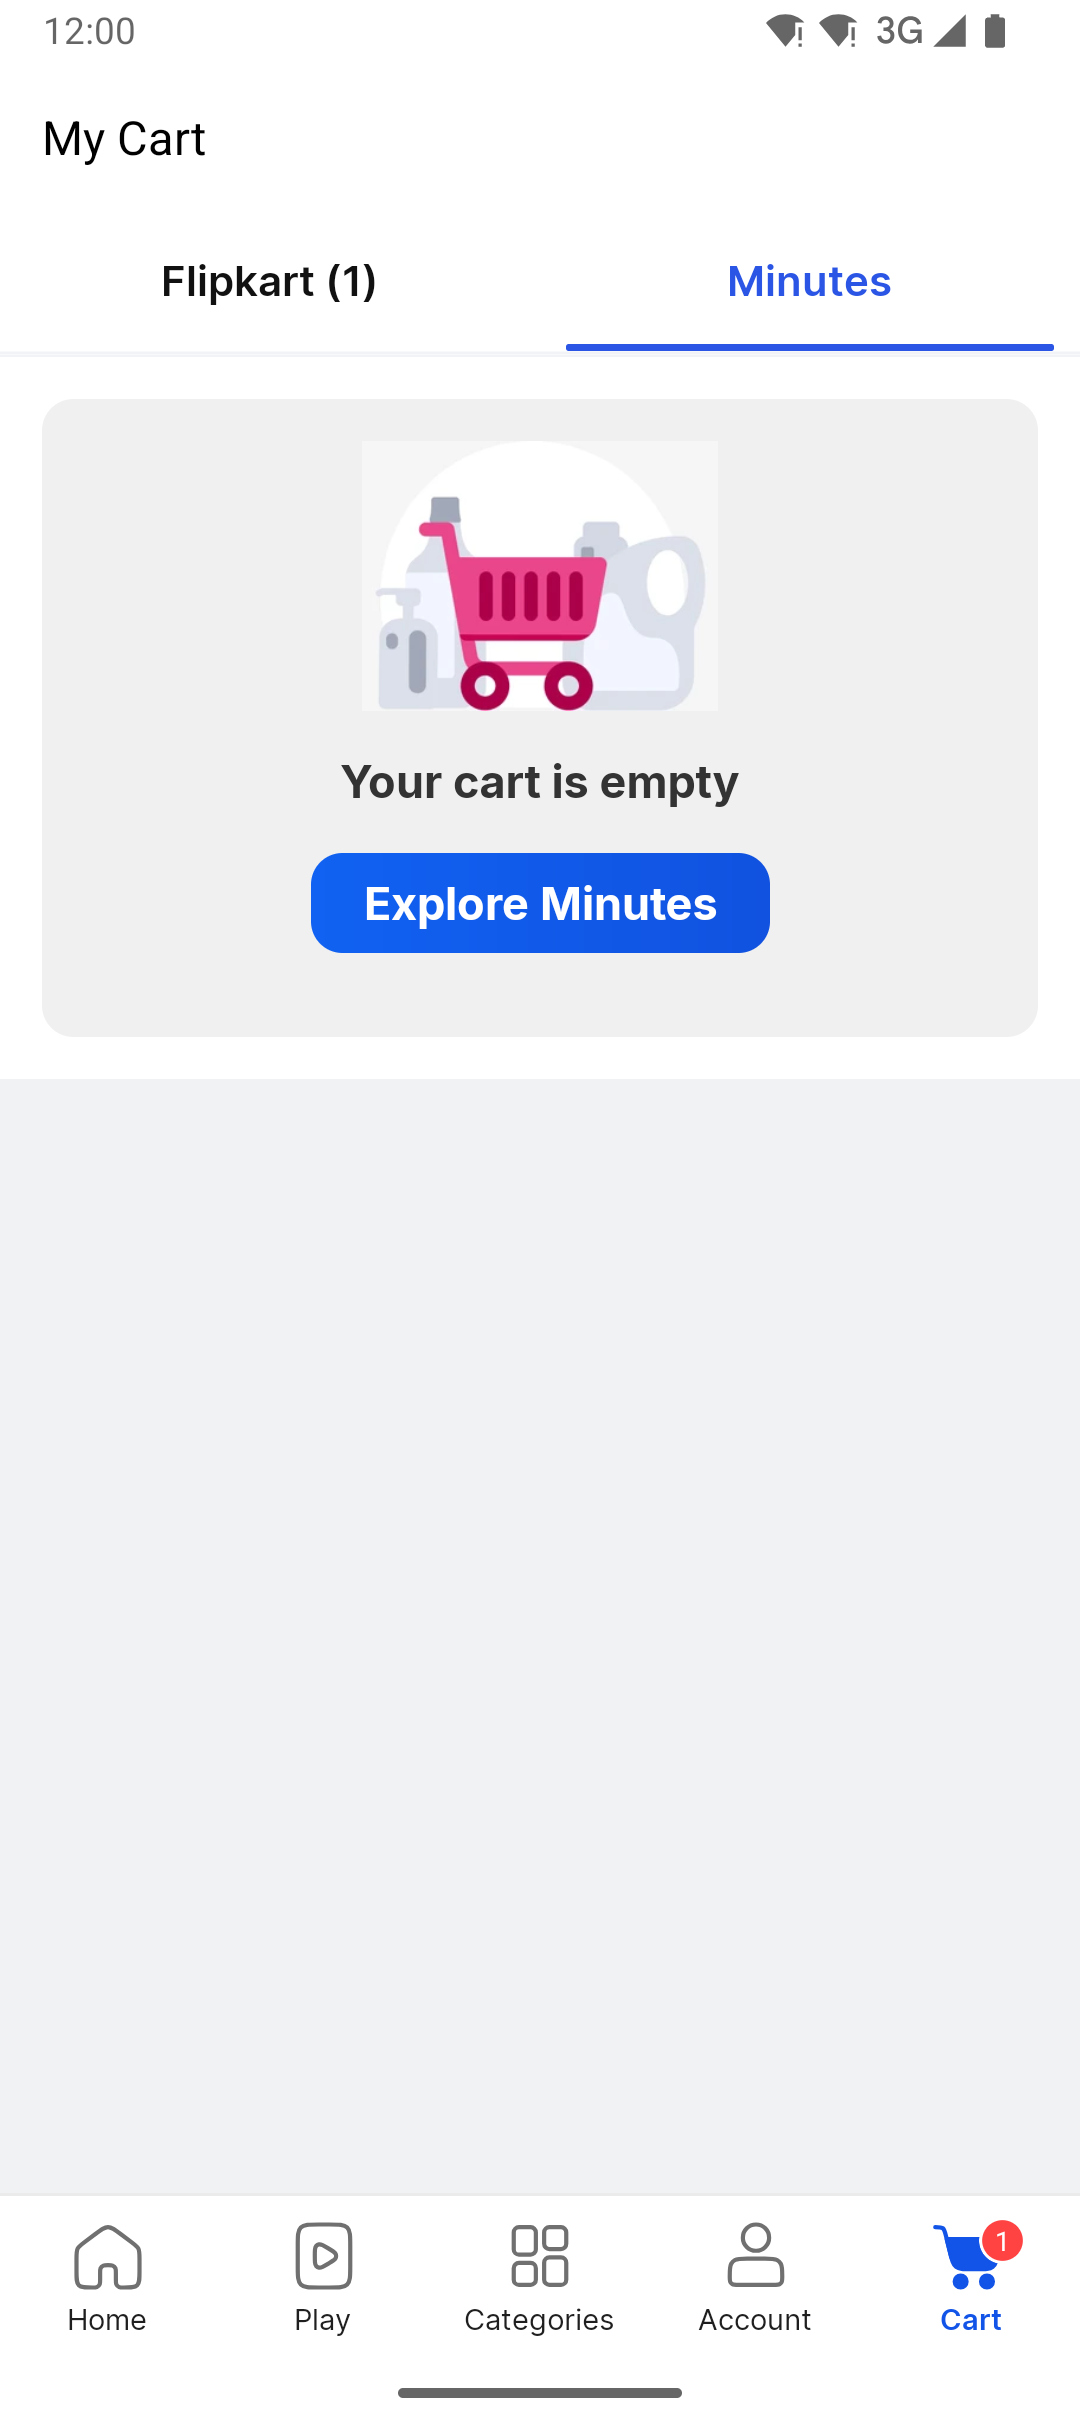 12:00
3G
My Cart
Flipkart (1)
Minutes
Your cart is empty
Explore Minutes
1
Home
Play
Categories
Account
Cart